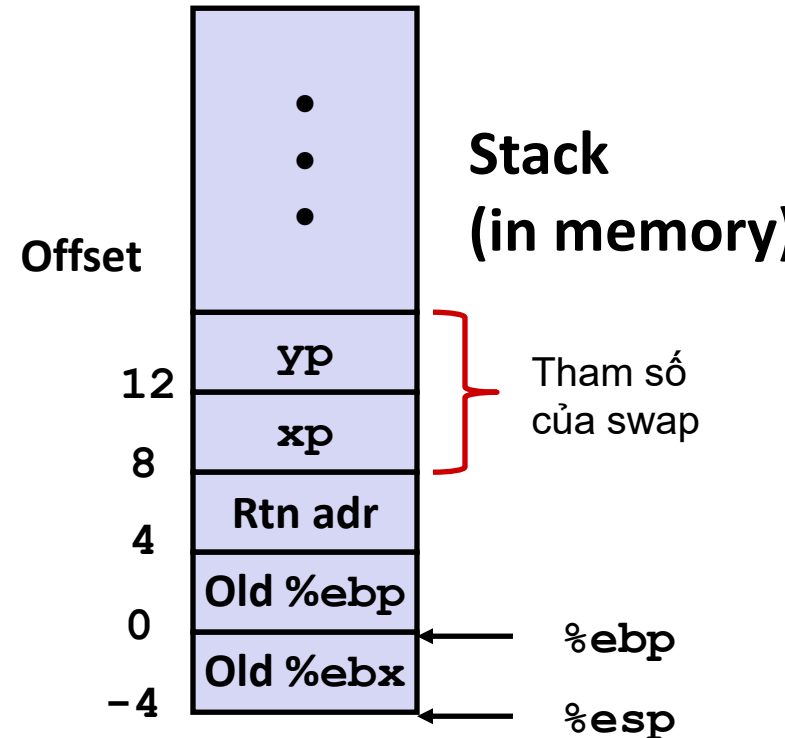 Stack
(in memory)
Offset
yp
12
xp
Tham số
của swap
8
Rtn adr
4
Old %ebp
0
%ebp
Old %ebx
-4
%esp